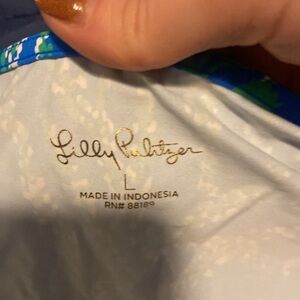 Lilly Pulitzer
L
MADE IN INDONESIA
RN# 88189